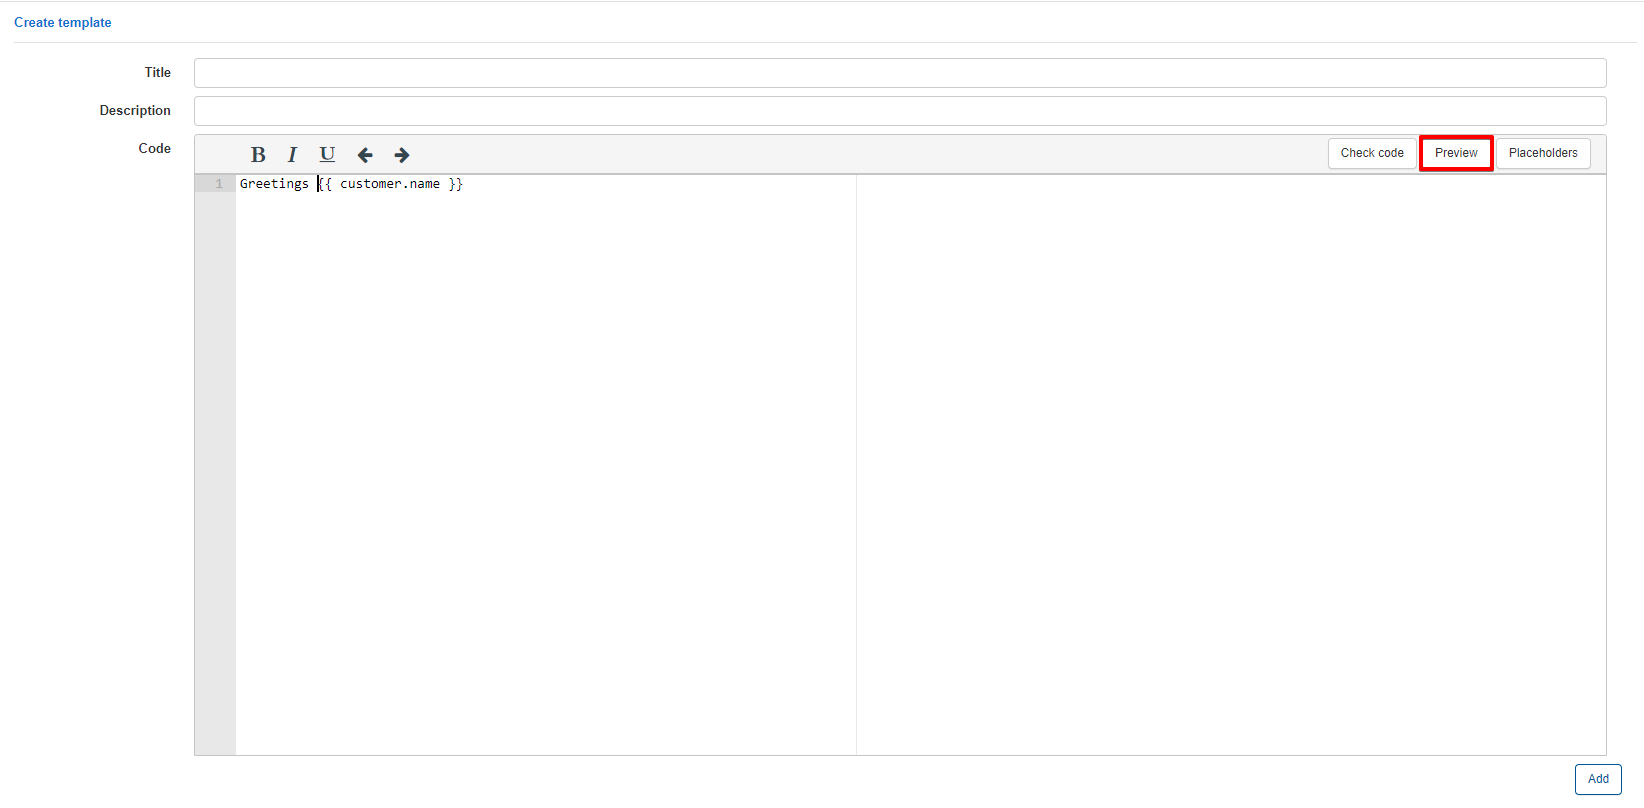 Create template
Title
Description
Code
B I U Check code Preview Placeholders
1 Greetings {{ customer.name }}
Add